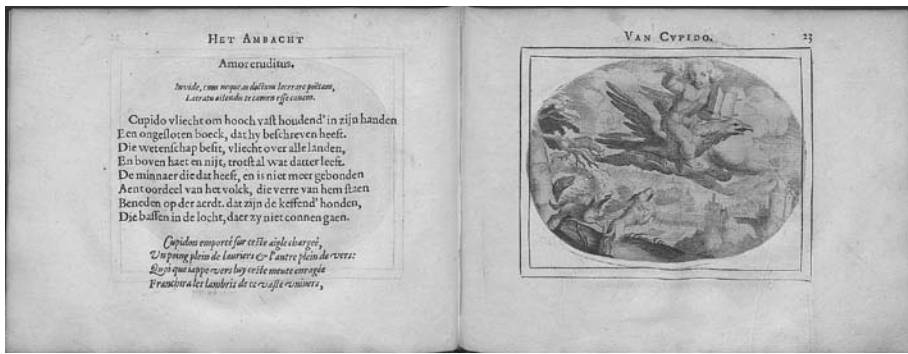 HET AMBACHT
Amor eruditus.
Invide, cum nequeas doctum lacerare poëtam,
Latratu ostendis te tamen esse canem.
Cupido vliecht om hooch vast houdend' in zijn handen
Een ongesloten boeck, dat hy beschreven heeft.
Die wetenschap besit, vliecht over alle landen,
En boven haet en nijt, trotst al wat datter leeft.
De minnaer die dat heeft, en is niet meer gebonden
Aent oordeel van het volck, die verre van hem staen
Beneden op der aerdt. dat zijn de keffend' honden,
Die bassen in de locht, daer zy niet connen gaen.
Cupidon emporté sur ceste aigle chargeé,
Un poing plein de lauriers & l'autre plein de vers:
Quoi que jappe vers luy ceste meute enragée
Franchira les lambris de ce vaste univers,
VAN CVPIDO. 23